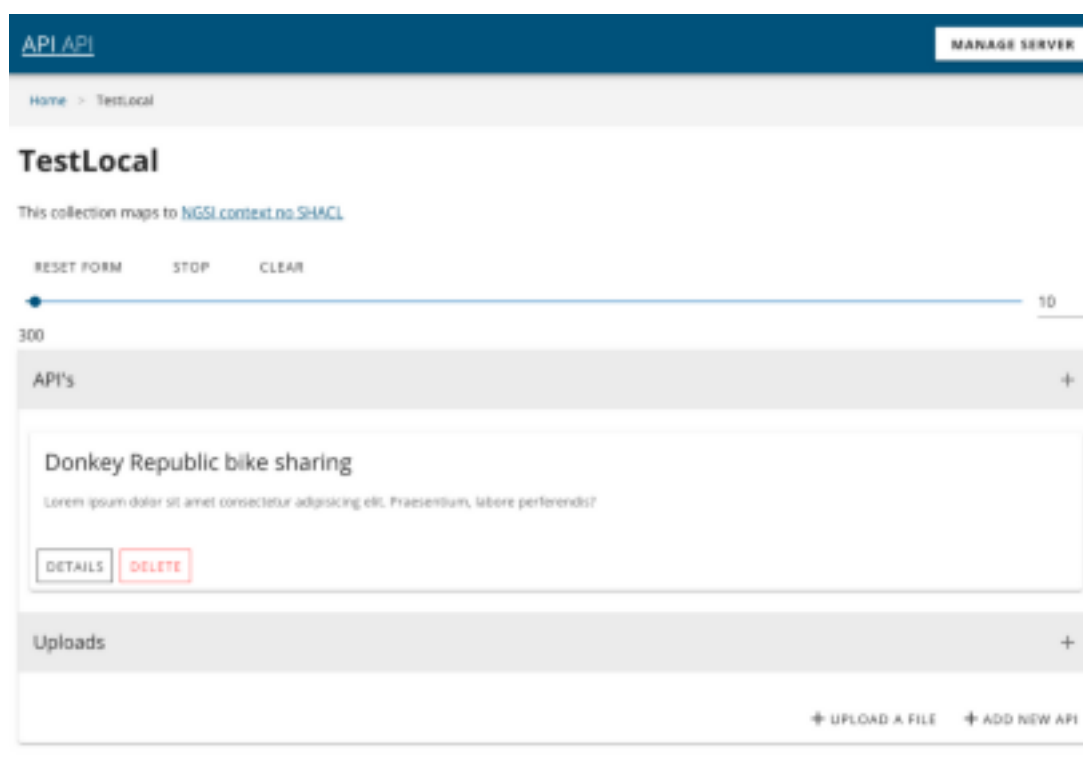 API API
MANAGE SERVER
Home > TestLocal
TestLocal
This collection maps to NGSI context no SHACL
RESET FORM STOP CLEAR
10
300
API's +
Donkey Republic bike sharing
Lorem ipsum dolor sit amet consectetur adipisicing elit. Praesentium, labore perferendis?
DETAILS DELETE
Uploads +
+ UPLOAD A FILE + ADD NEW API